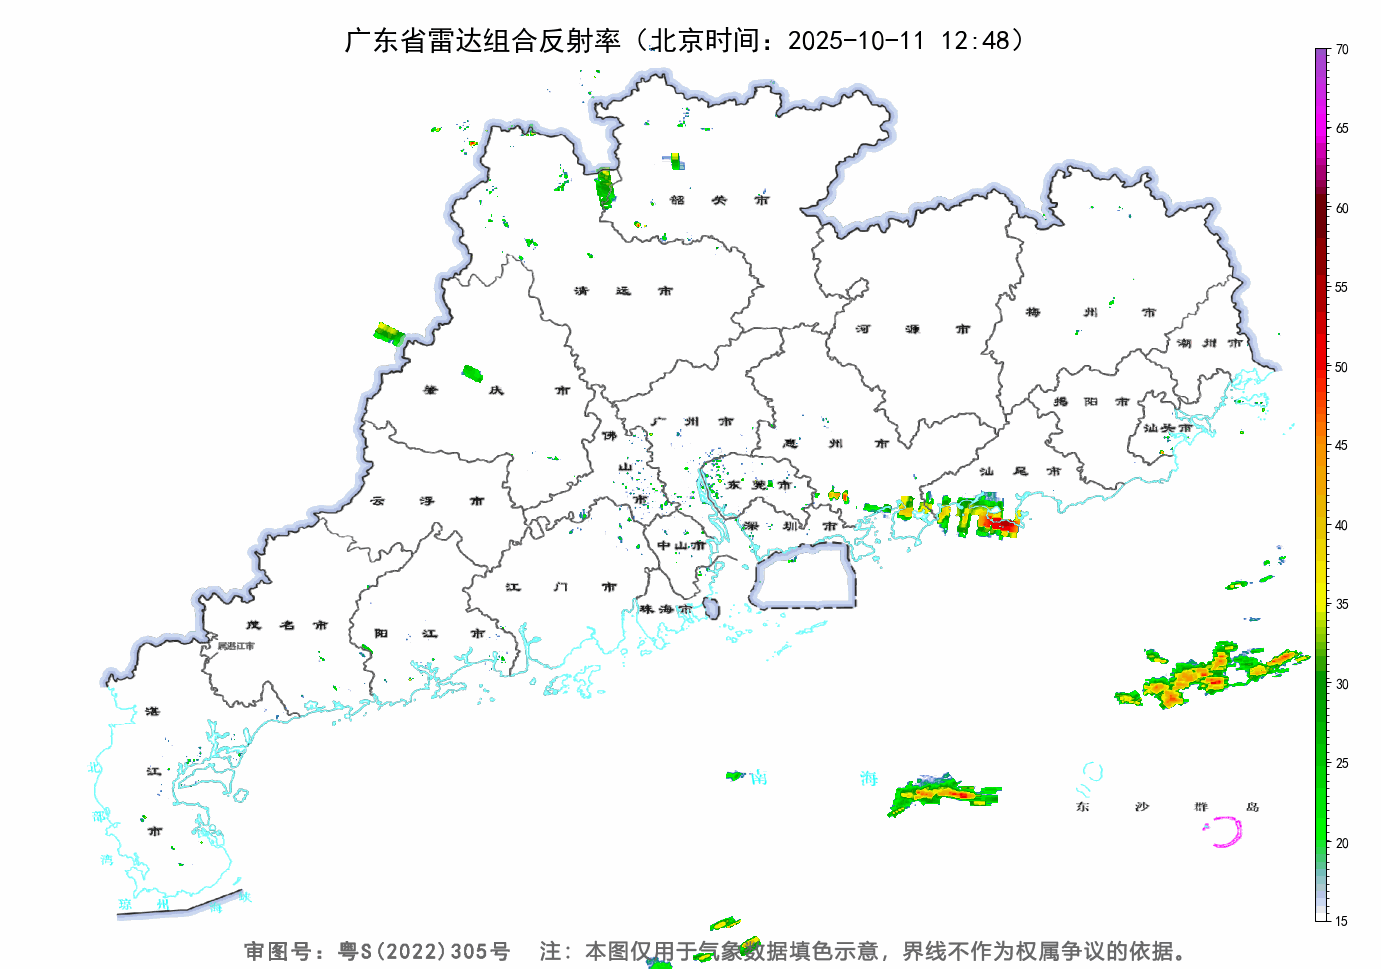 广东省雷达组合反射率（北京时间：2025-10-11 12:48）
70
65
60
55
50
45
40
35
30
25
20
15
韶关市
清远市
河源市
梅州市
潮州市
肇庆市
广州市
佛山市
惠州市
揭阳市
汕头市
汕尾市
东莞市
云浮市
深圳市
中山市
江门市
珠海市
茂名市
阳江市
属湛江市
湛江市
北部湾
南海
东沙群岛
琼州海峡
审图号：粤S(2022)305号 注：本图仅用于气象数据填色示意，界线不作为权属争议的依据。